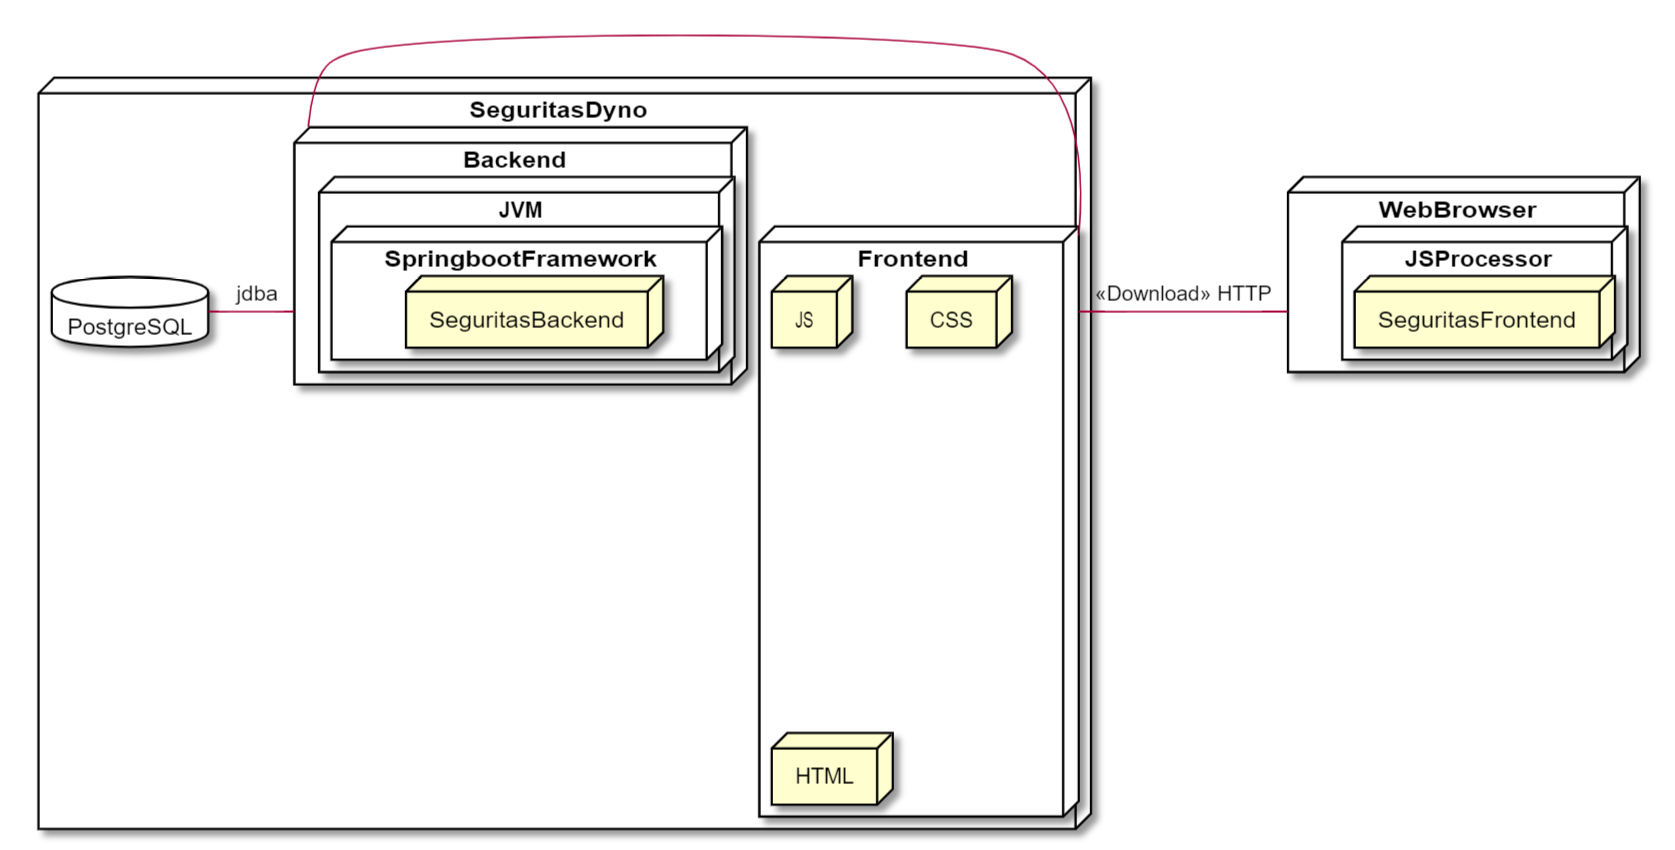 SeguritasDyno
Backend
JVM
SpringbootFramework
SeguritasBackend
jdba
PostgreSQL
Frontend
JS
CSS
HTML
«Download» HTTP
WebBrowser
JSProcessor
SeguritasFrontend